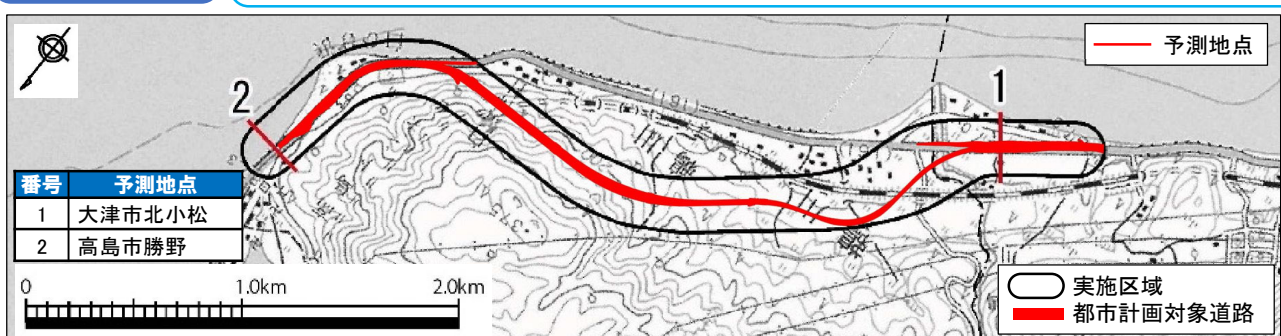 予測地点
2
1
番号 予測地点
1 大津市北小松
2 高島市勝野
0 1.0km 2.0km
実施区域
都市計画対象道路